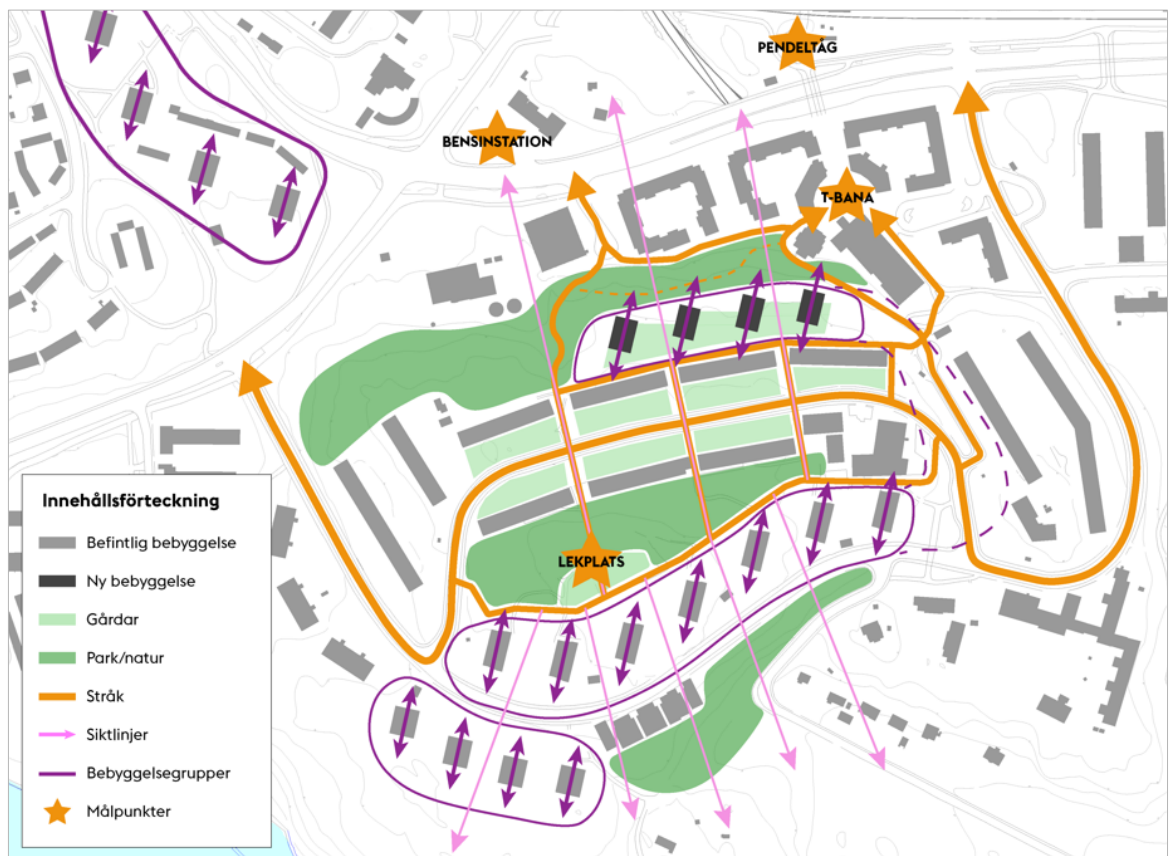 PENDELTÅG
BENSINSTATION
T-BANA
LEKPLATS
Innehållsförteckning
Befintlig bebyggelse
Ny bebyggelse
Gårdar
Park/natur
Stråk
Siktlinjer
Bebyggelsegrupper
Målpunkter